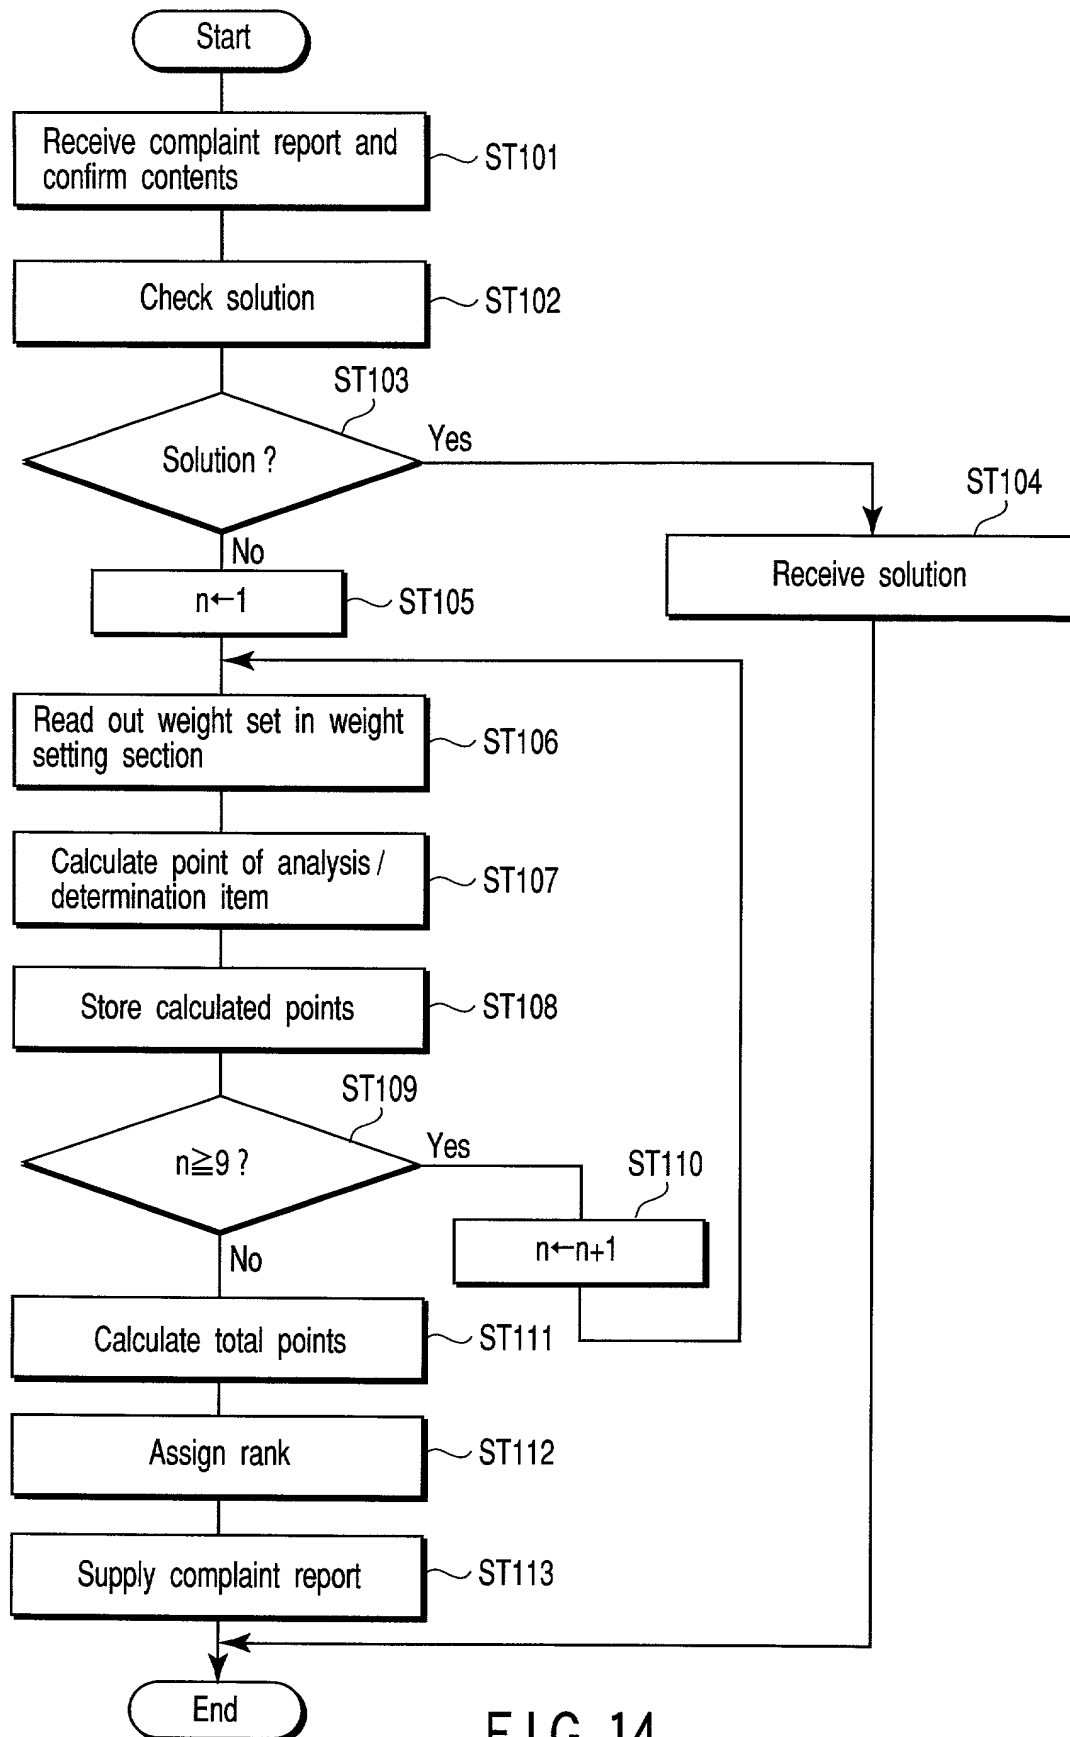 Start
Receive complaint report and
confirm contents
ST101
Check solution
ST102
ST103
Solution ?
Yes
No
ST104
Receive solution
n←1
ST105
Read out weight set in weight
setting section
ST106
Calculate point of analysis /
determination item
ST107
Store calculated points
ST108
ST109
n≧9 ?
Yes
No
ST110
n←n+1
Calculate total points
ST111
Assign rank
ST112
Supply complaint report
ST113
End
FIG. 14